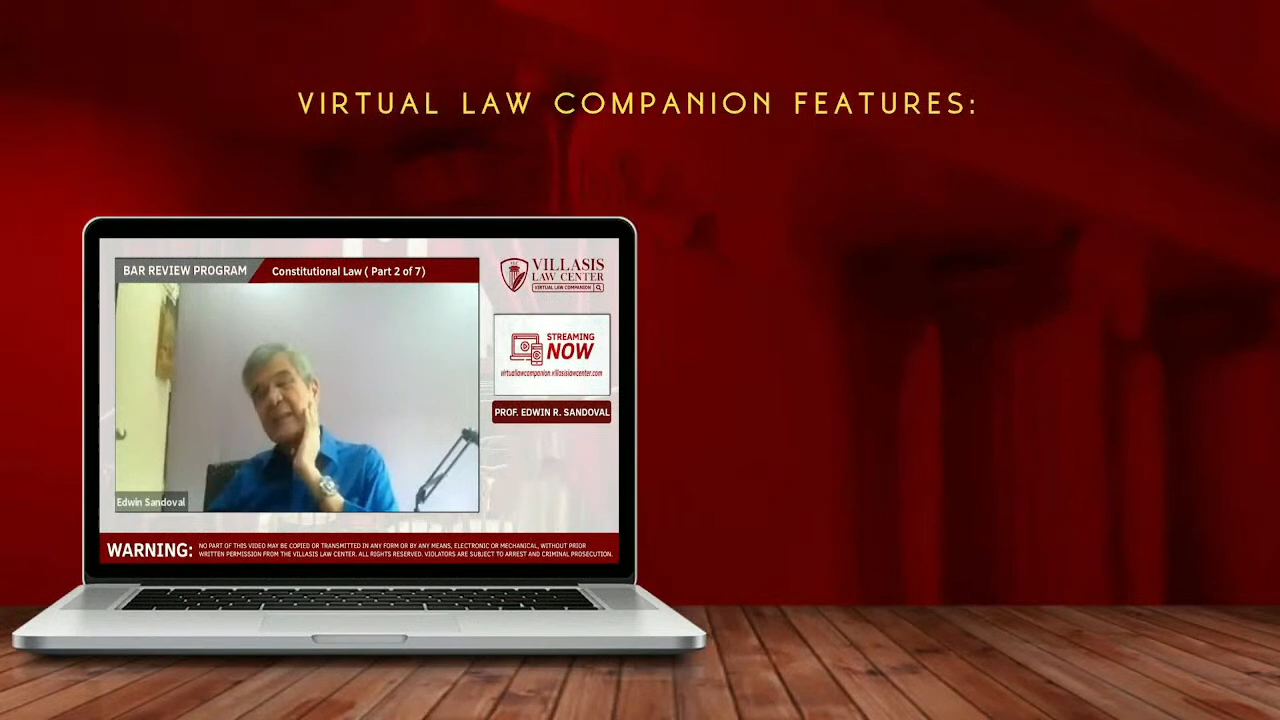 VIRTUAL LAW COMPANION FEATURES:
BAR REVIEW PROGRAM
Constitutional Law ( Part 2 of 7)
VILLASIS
LAW CENTER
VIRTUAL LAW COMPANION
STREAMING
NOW
virtuallawcompanion.villasislawcenter.com
PROF. EDWIN R. SANDOVAL
Edwin Sandoval
WARNING:
NO PART OF THIS VIDEO MAY BE COPIED OR TRANSMITTED IN ANY FORM OR BY ANY MEANS, ELECTRONIC OR MECHANICAL, WITHOUT PRIOR
WRITTEN PERMISSION FROM THE VILLASIS LAW CENTER. ALL RIGHTS RESERVED. VIOLATORS ARE SUBJECT TO ARREST AND CRIMINAL PROSECUTION.